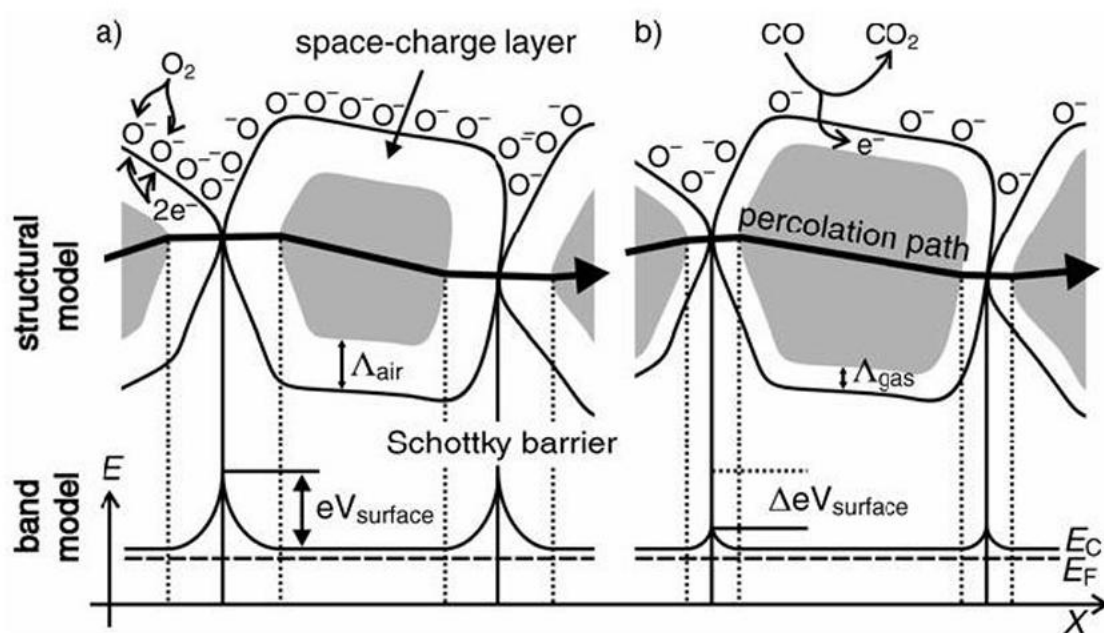 a)
space-charge layer
O₂
O⁻ O⁻ O⁻ O⁻ O⁻ ⁻O O⁻ O⁻ O⁻ O⁻ O⁻ O⁻ O⁻ ⁻O O⁼O O⁻
2e⁻
Λair
b)
CO CO₂
O⁻ O⁻ O⁻ ⁻O O⁻ O⁻ O⁻ ⁻O
e⁻
percolation path
Λgas
structural model
Schottky barrier
E
eVsurface
ΔeVsurface
EC
EF
band model
X